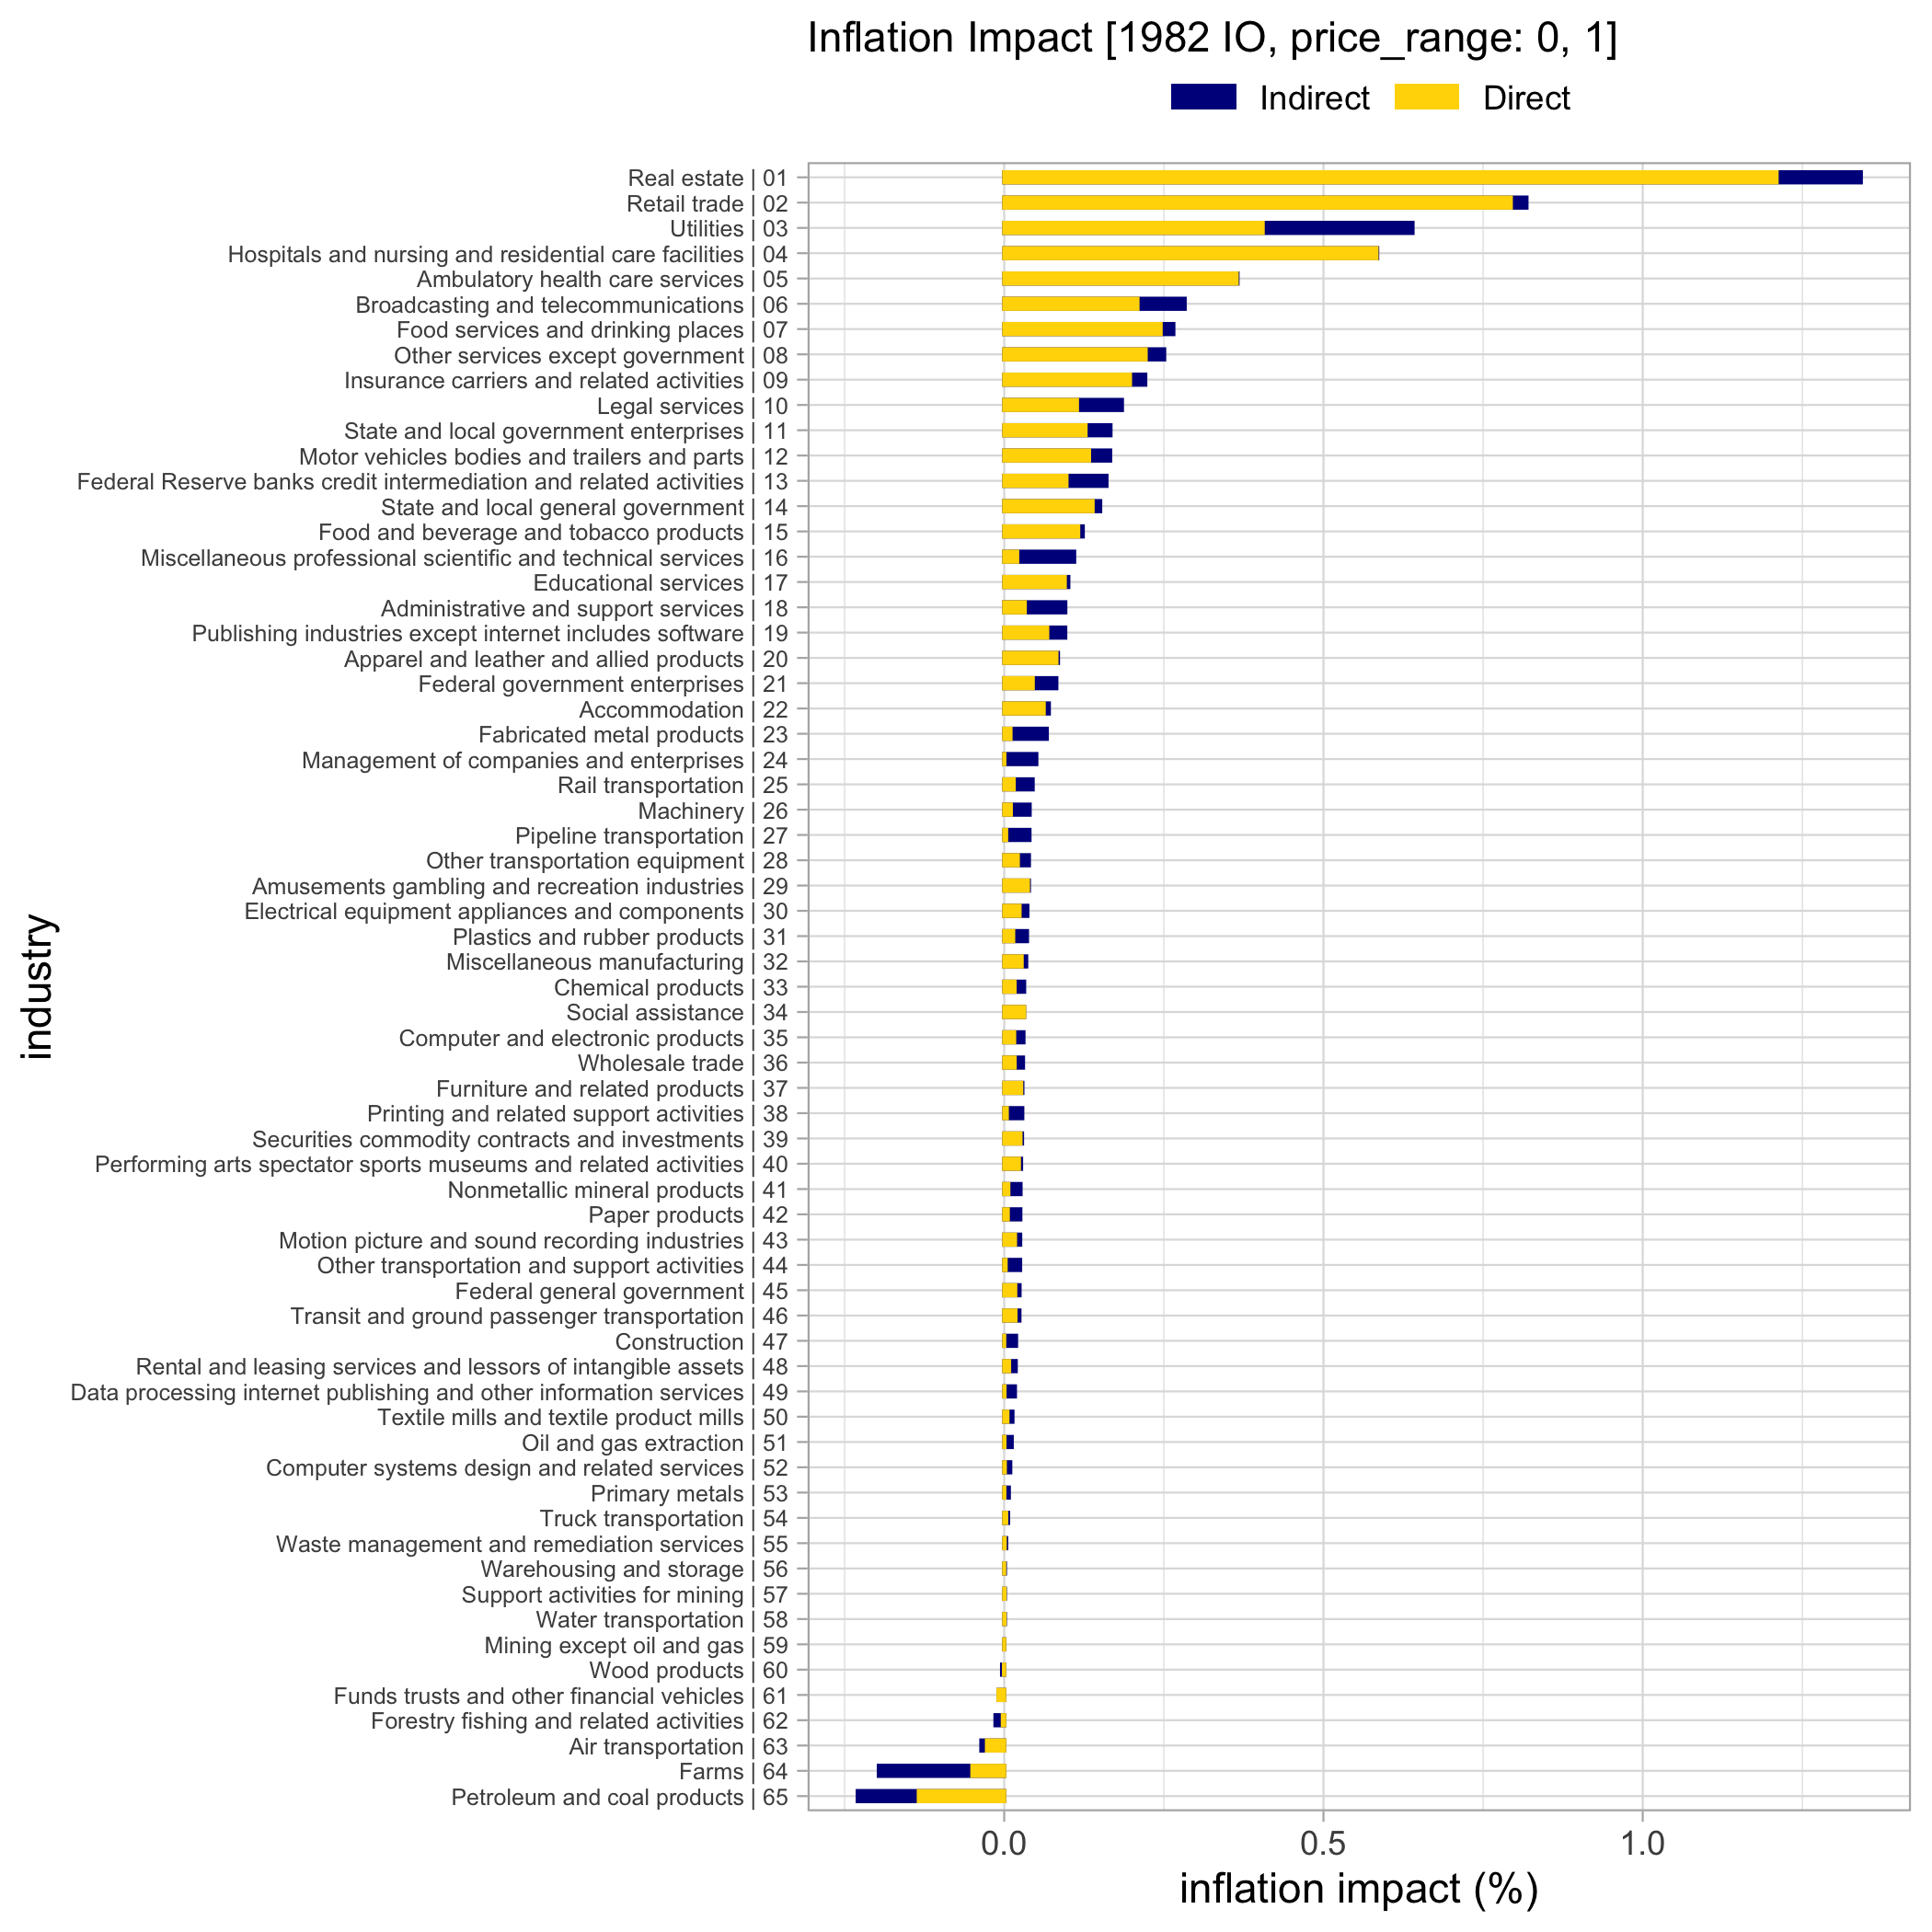 Inflation Impact [1982 IO, price_range: 0, 1]
Indirect Direct
Real estate | 01
Retail trade | 02
Utilities | 03
Hospitals and nursing and residential care facilities | 04
Ambulatory health care services | 05
Broadcasting and telecommunications | 06
Food services and drinking places | 07
Other services except government | 08
Insurance carriers and related activities | 09
Legal services | 10
State and local government enterprises | 11
Motor vehicles bodies and trailers and parts | 12
Federal Reserve banks credit intermediation and related activities | 13
State and local general government | 14
Food and beverage and tobacco products | 15
Miscellaneous professional scientific and technical services | 16
Educational services | 17
Administrative and support services | 18
Publishing industries except internet includes software | 19
Apparel and leather and allied products | 20
Federal government enterprises | 21
Accommodation | 22
Fabricated metal products | 23
Management of companies and enterprises | 24
Rail transportation | 25
Machinery | 26
Pipeline transportation | 27
Other transportation equipment | 28
Amusements gambling and recreation industries | 29
Electrical equipment appliances and components | 30
Plastics and rubber products | 31
Miscellaneous manufacturing | 32
Chemical products | 33
Social assistance | 34
Computer and electronic products | 35
Wholesale trade | 36
Furniture and related products | 37
Printing and related support activities | 38
Securities commodity contracts and investments | 39
Performing arts spectator sports museums and related activities | 40
Nonmetallic mineral products | 41
Paper products | 42
Motion picture and sound recording industries | 43
Other transportation and support activities | 44
Federal general government | 45
Transit and ground passenger transportation | 46
Construction | 47
Rental and leasing services and lessors of intangible assets | 48
Data processing internet publishing and other information services | 49
Textile mills and textile product mills | 50
Oil and gas extraction | 51
Computer systems design and related services | 52
Primary metals | 53
Truck transportation | 54
Waste management and remediation services | 55
Warehousing and storage | 56
Support activities for mining | 57
Water transportation | 58
Mining except oil and gas | 59
Wood products | 60
Funds trusts and other financial vehicles | 61
Forestry fishing and related activities | 62
Air transportation | 63
Farms | 64
Petroleum and coal products | 65
industry
0.0 0.5 1.0
inflation impact (%)